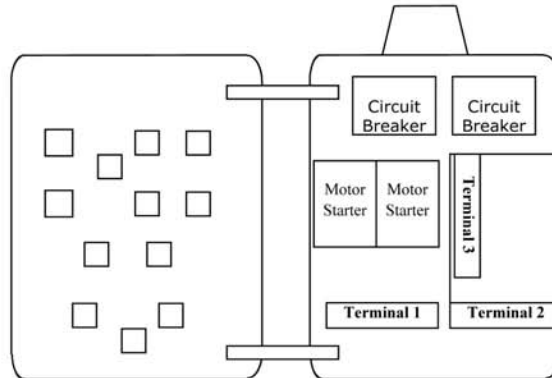 Circuit
Breaker
Circuit
Breaker
Motor
Starter
Motor
Starter
Terminal 3
Terminal 1
Terminal 2